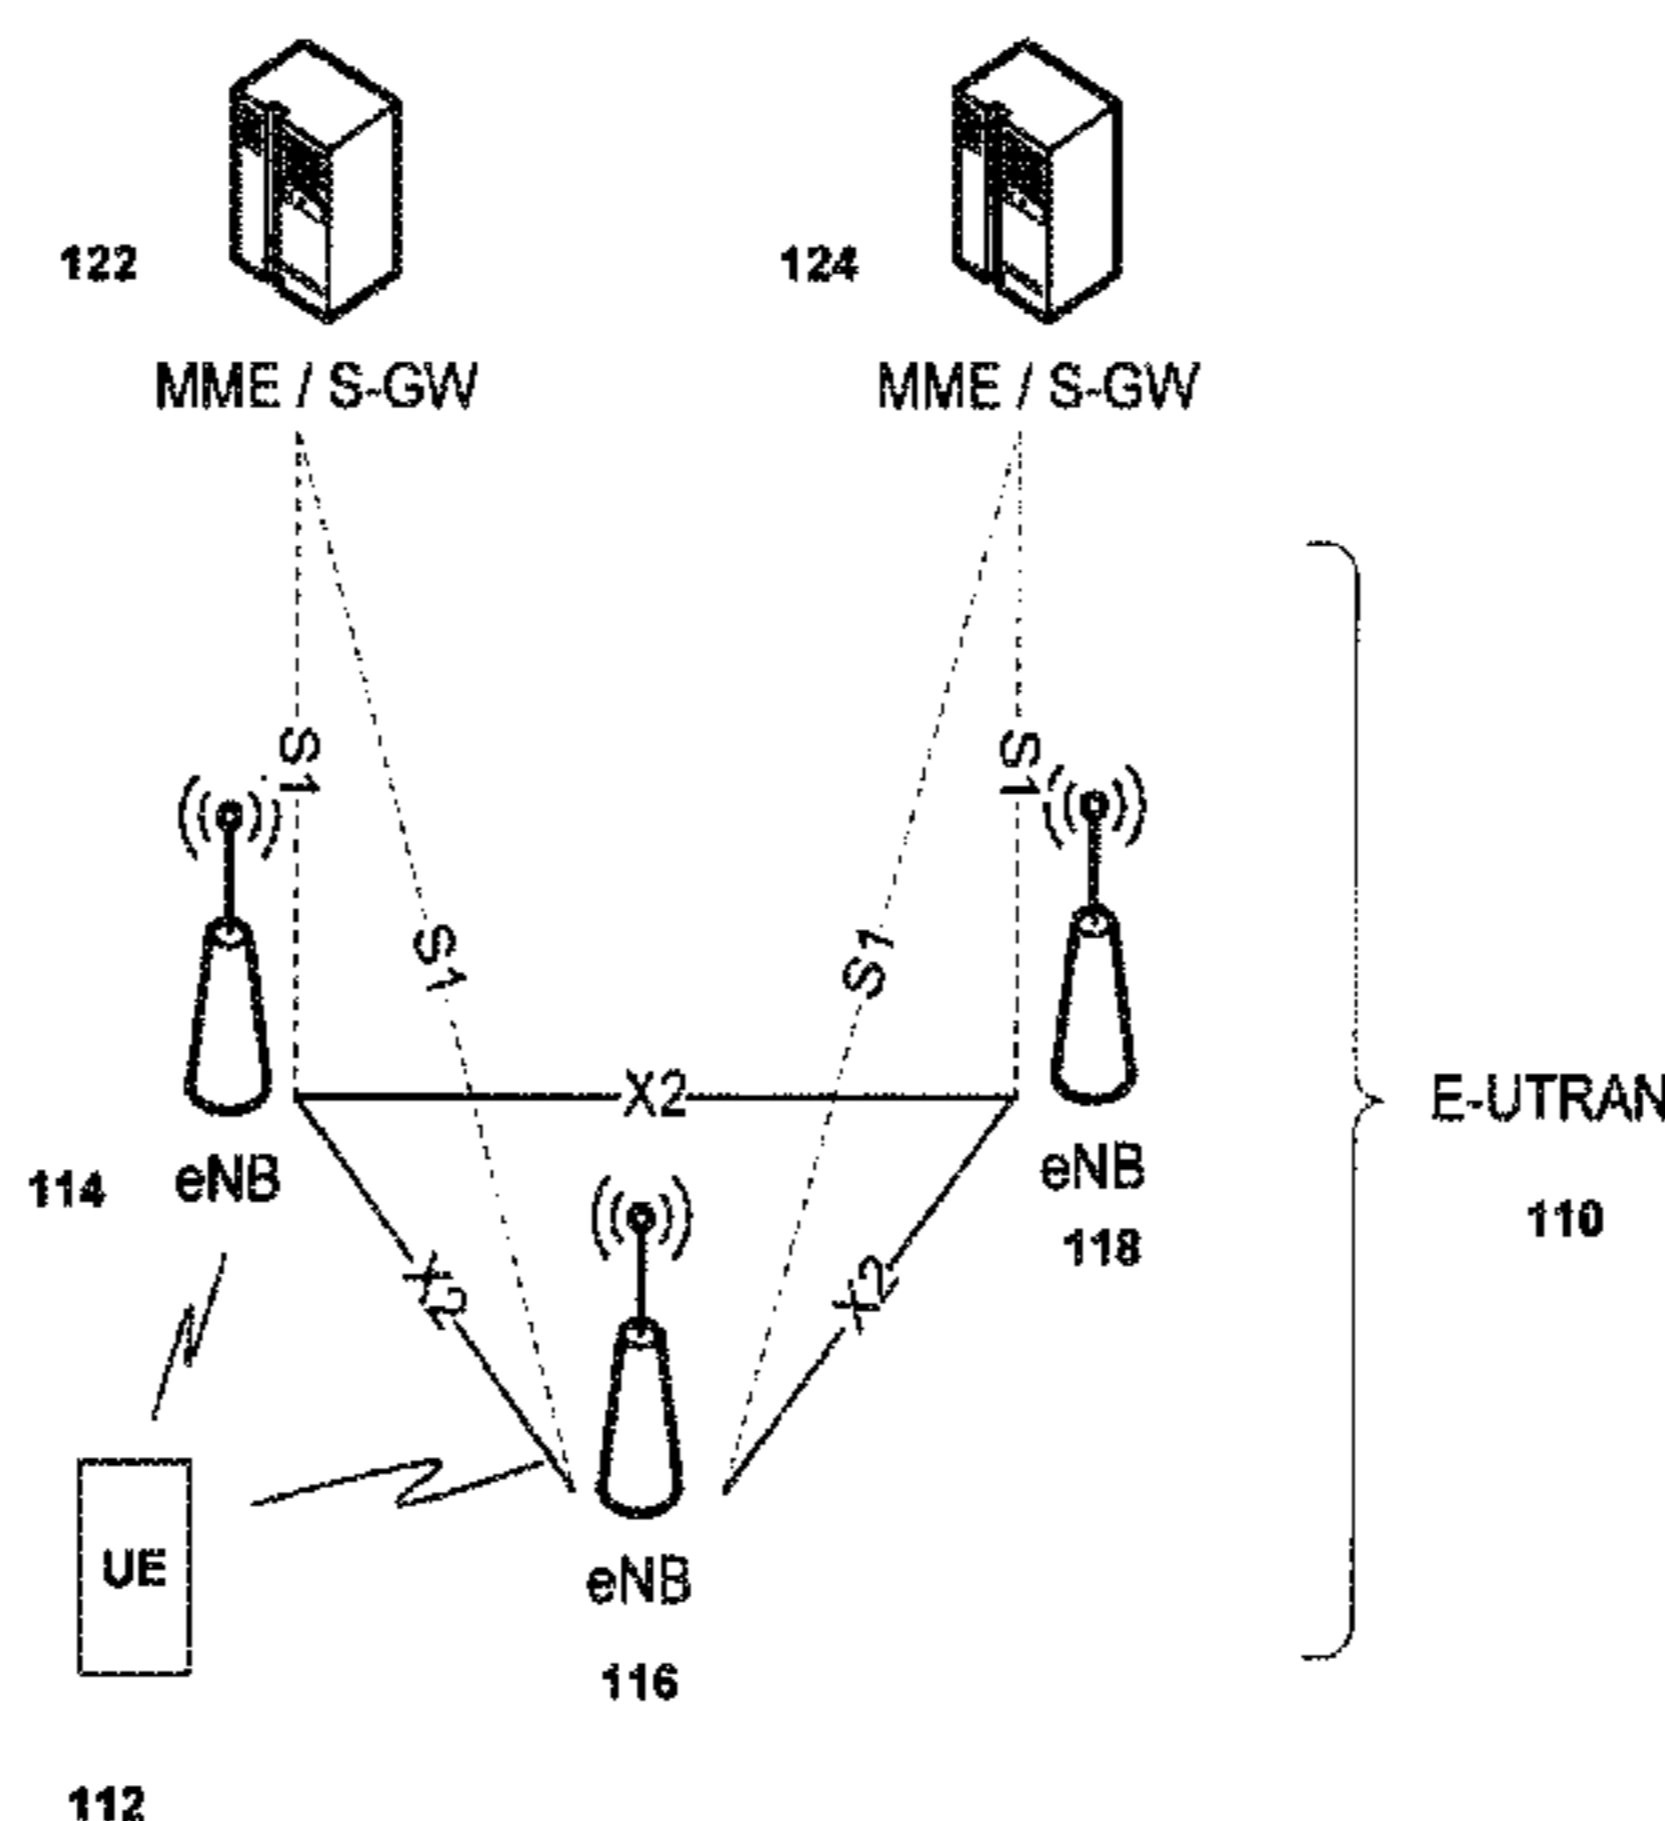 122
124
MME / S-GW
MME / S-GW
S1
S1
S1
S1
X2
E-UTRAN
eNB
eNB
114
110
118
X2
X2
UE
eNB
116
112